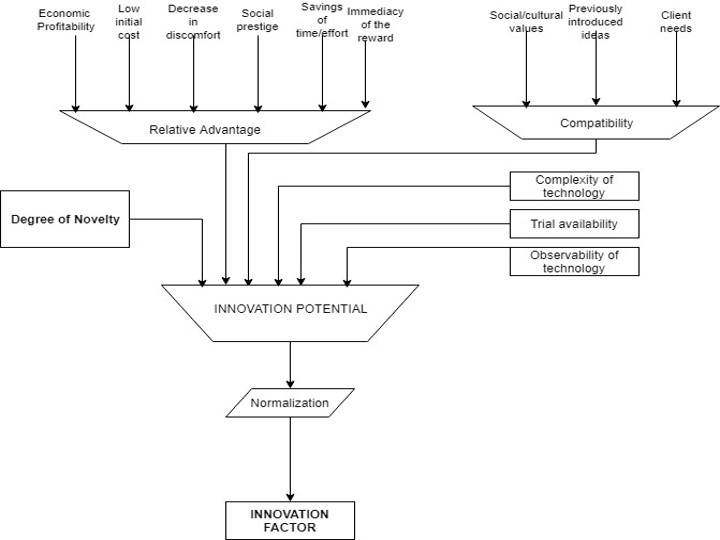 Economic
Profitability
Low
initial
cost
Decrease
in
discomfort
Social
prestige
Savings
of
time/effort
Immediacy
of the
reward
Social/cultural
values
Previously
introduced
ideas
Client
needs
Relative Advantage
Compatibility
Complexity of
technology
Degree of Novelty
Trial availability
Observability of
technology
INNOVATION POTENTIAL
Normalization
INNOVATION
FACTOR